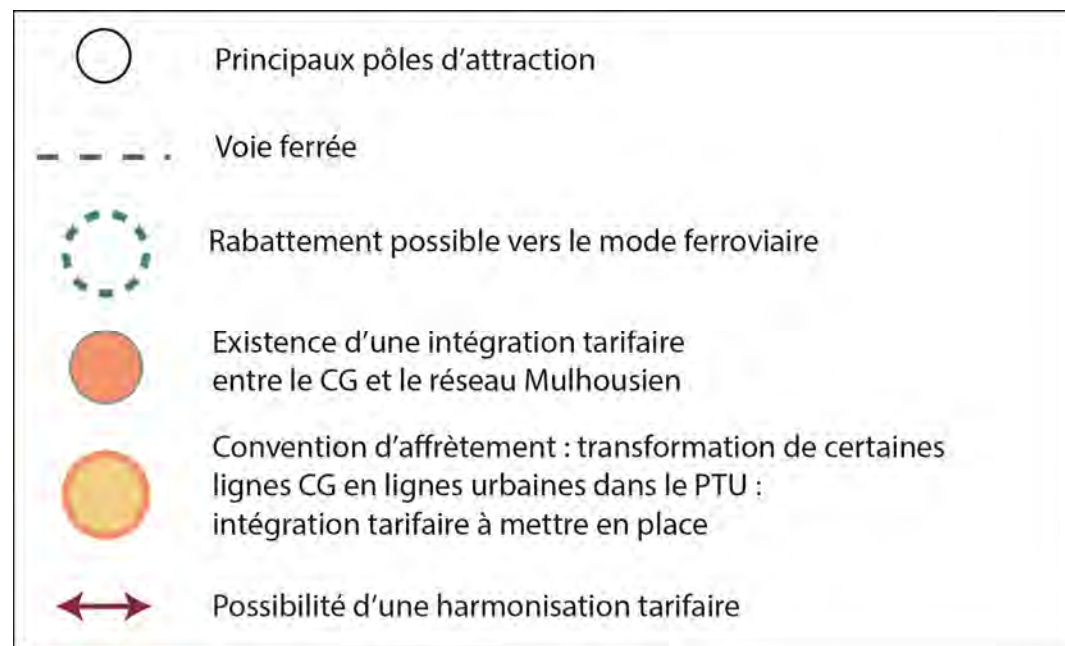 Principaux pôles d'attraction
Voie ferrée
Rabattement possible vers le mode ferroviaire
Existence d'une intégration tarifaire
entre le CG et le réseau Mulhousien
Convention d'affrètement : transformation de certaines
lignes CG en lignes urbaines dans le PTU :
intégration tarifaire à mettre en place
Possibilité d'une harmonisation tarifaire